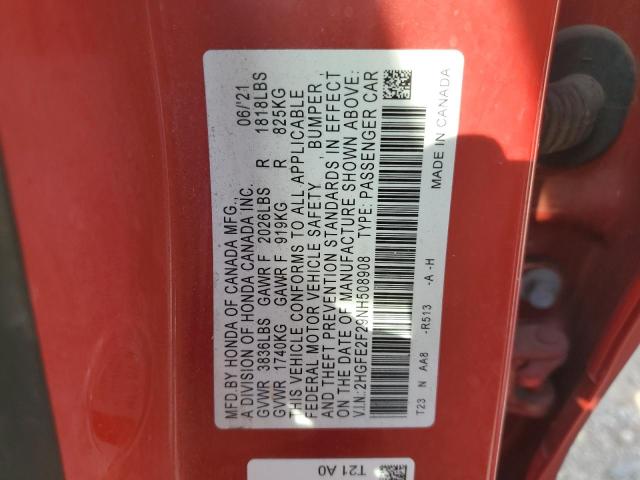 MFD.BY HONDA OF CANADA MFG., 06/'21
A DIVISION OF HONDA CANADA INC.
GVWR 3836LBS GAWR F 2026LBS R 1818LBS
GVWR 1740KG GAWR F 919KG R 825KG
THIS VEHICLE CONFORMS TO ALL APPLICABLE
FEDERAL MOTOR VEHICLE SAFETY BUMPER,
AND THEFT PREVENTION STANDARDS IN EFFECT
ON THE DATE OF MANUFACTURE SHOWN ABOVE.
V.I.N.: 2HGFE2F29NH508908 TYPE: PASSENGER CAR
T23 N AA8 -R513 -A -H MADE IN CANADA
T21 A0